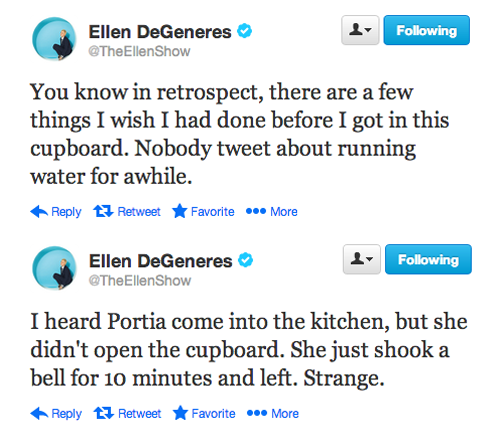 Ellen DeGeneres
@TheEllenShow
Following
You know in retrospect, there are a few
things I wish I had done before I got in this
cupboard. Nobody tweet about running
water for awhile.
Reply Retweet Favorite More
Ellen DeGeneres
@TheEllenShow
Following
I heard Portia come into the kitchen, but she
didn't open the cupboard. She just shook a
bell for 10 minutes and left. Strange.
Reply Retweet Favorite More